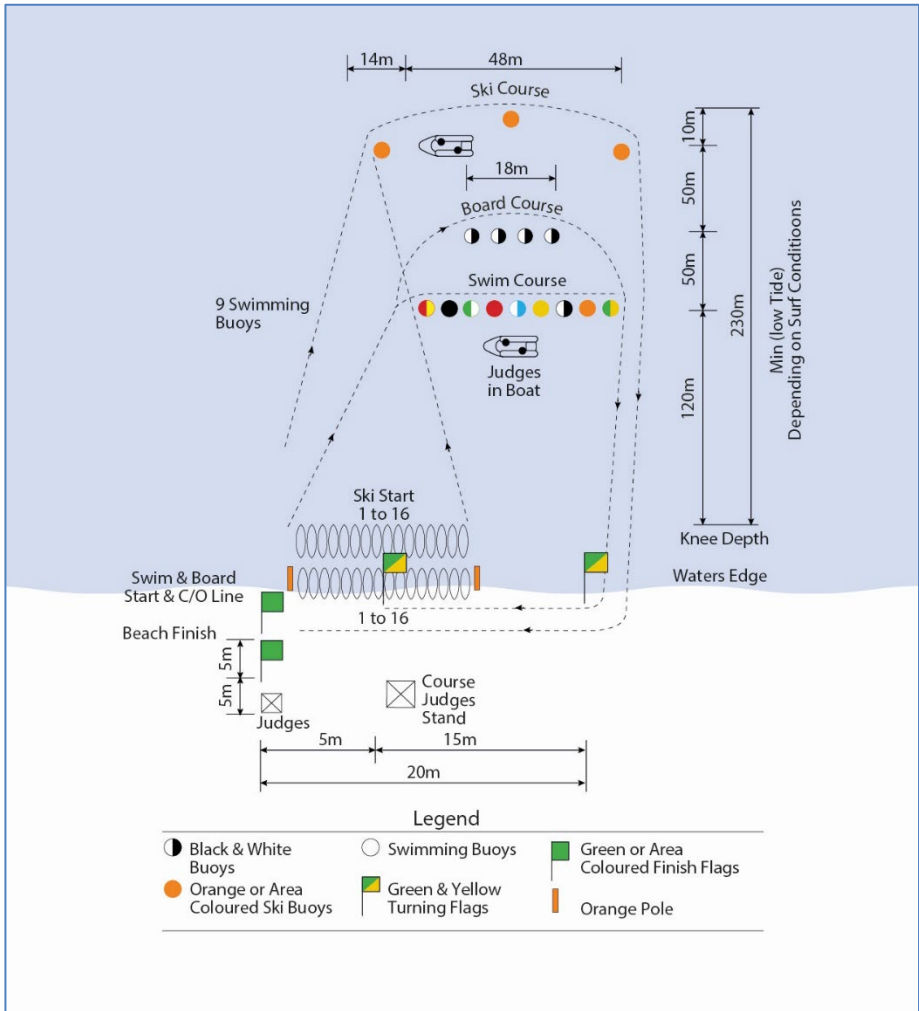 14m
48m
Ski Course
10m
18m
50m
Board Course
50m
Swim Course
9 Swimming
Buoys
230m
Min (low Tide)
Depending on Surf Conditioons
Judges
in Boat
120m
Ski Start
1 to 16
Knee Depth
Swim & Board
Start & C/O Line
Waters Edge
1 to 16
Beach Finish
5m
5m
Judges
Course
Judges
Stand
5m
15m
20m
Legend
Black & White
Buoys
Swimming Buoys
Green or Area
Coloured Finish Flags
Orange or Area
Coloured Ski Buoys
Green & Yellow
Turning Flags
Orange Pole